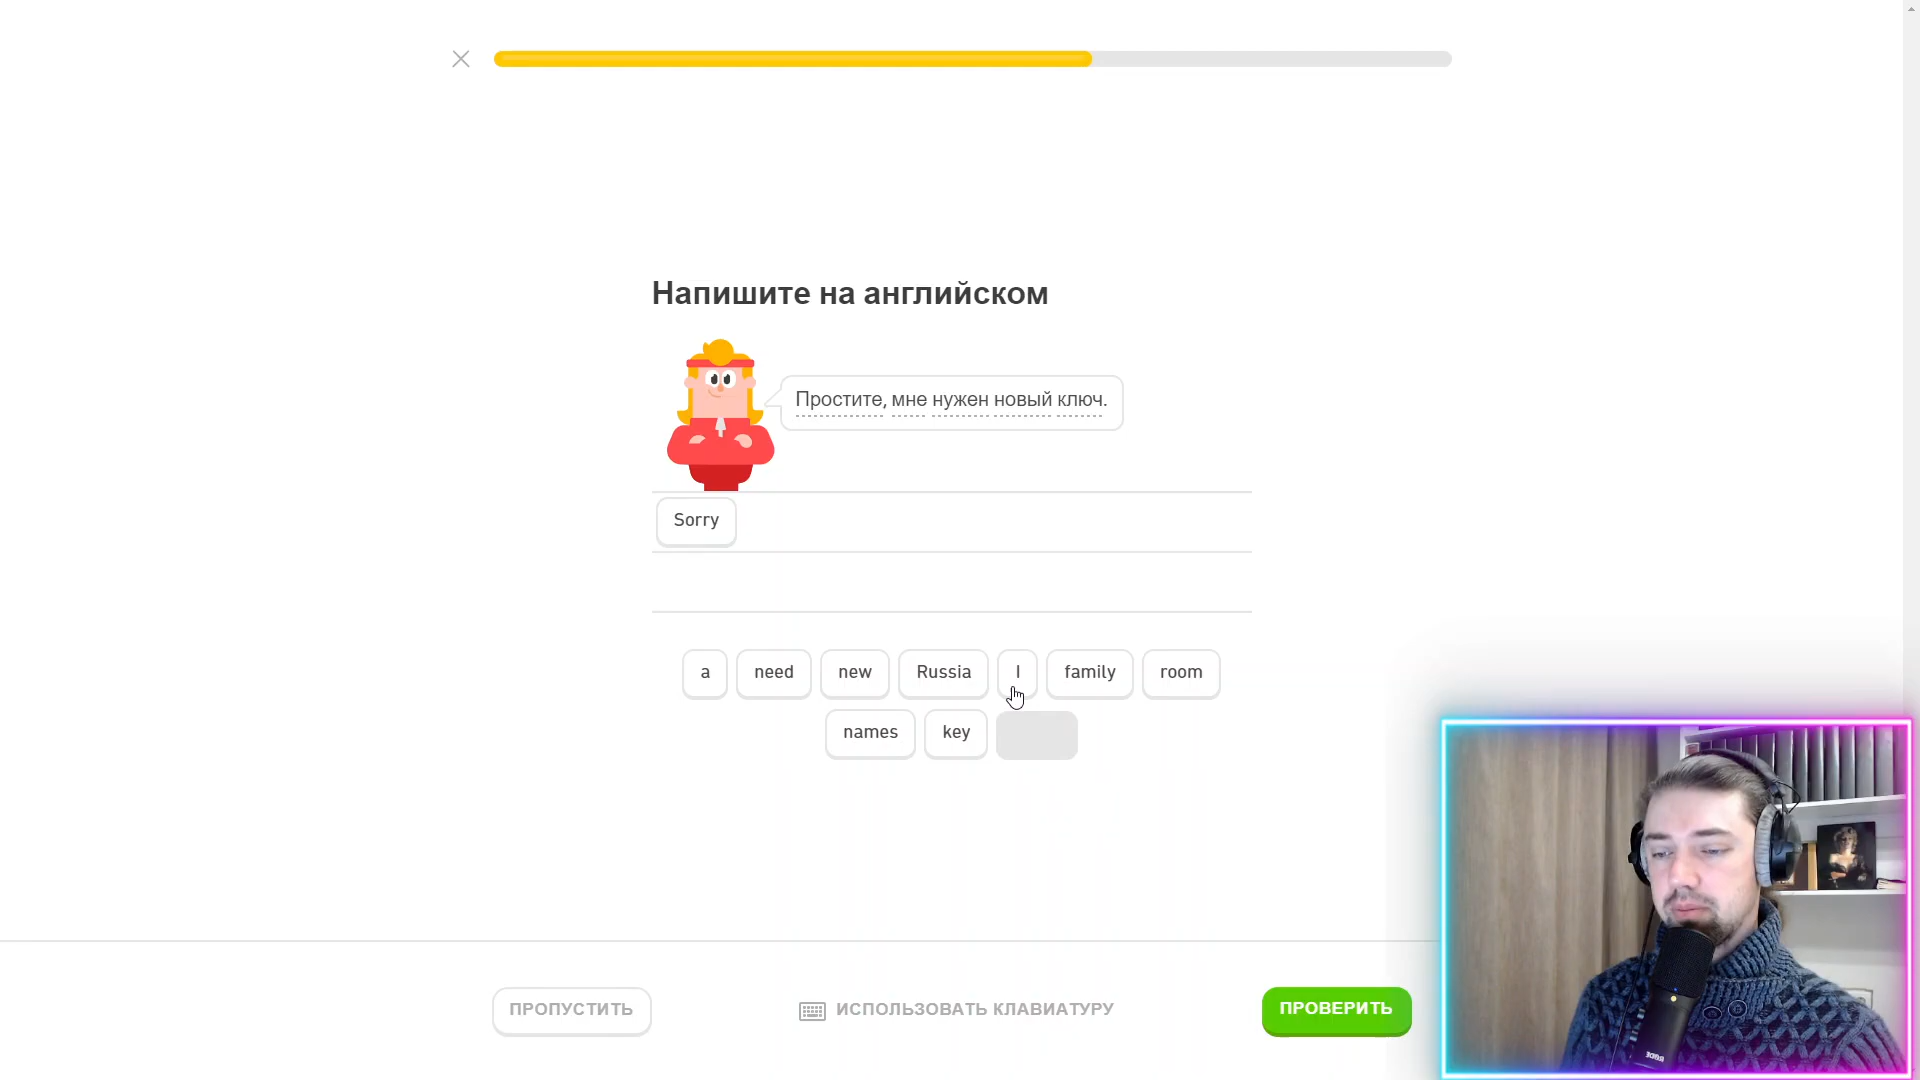 Напишите на английском
Простите, мне нужен новый ключ.
Sorry
a need new Russia I family room
names key
ПРОПУСТИТЬ ИСПОЛЬЗОВАТЬ КЛАВИАТУРУ ПРОВЕРИТЬ
RØDE